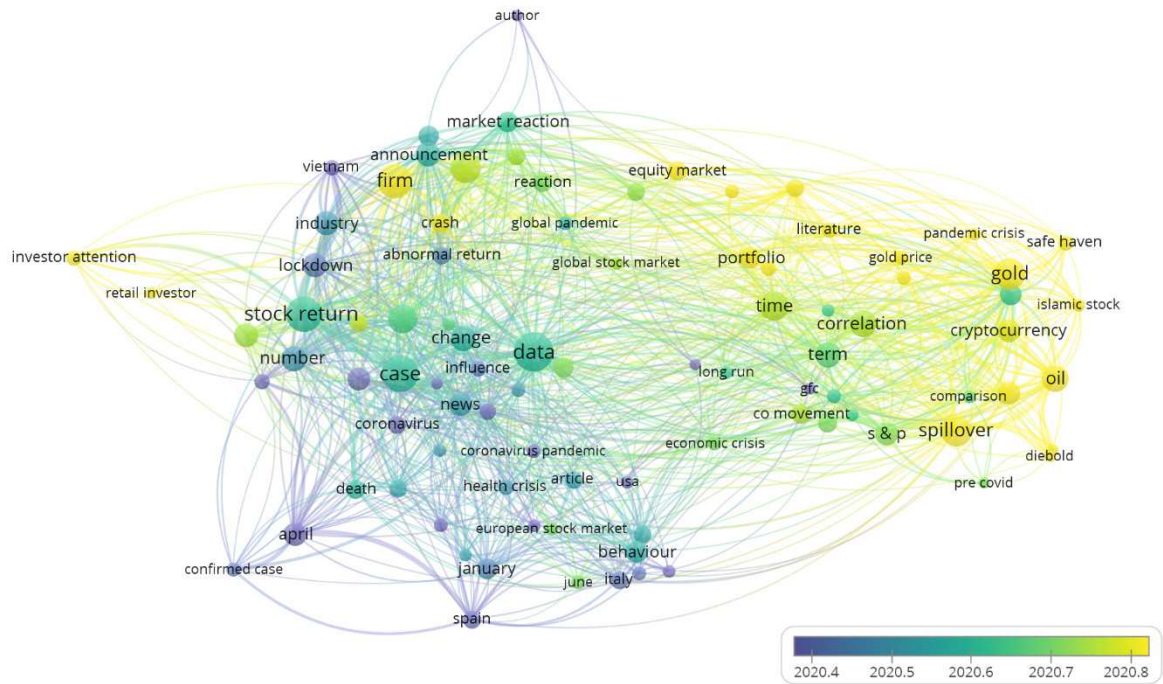 author
market reaction
announcement
vietnam
firm
reaction
equity market
industry
crash
global pandemic
literature
pandemic crisis
safe haven
investor attention
lockdown
abnormal return
global stock market
portfolio
gold price
gold
retail investor
stock return
time
islamic stock
correlation
cryptocurrency
change
number
data
term
case
influence
long run
oil
gfc
comparison
news
co movement
coronavirus
s & p
spillover
economic crisis
coronavirus pandemic
diebold
death
health crisis
article
usa
pre covid
april
european stock market
behaviour
confirmed case
january
june
italy
spain
2020.4 2020.5 2020.6 2020.7 2020.8